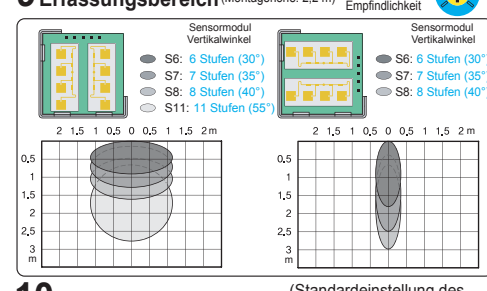 Erfassungsbereich (Montagehöhe: 2,2 m)
Empfindlichkeit
Sensormodul
Vertikalwinkel
S6: 6 Stufen (30°)
S7: 7 Stufen (35°)
S8: 8 Stufen (40°)
S11: 11 Stufen (55°)
2 1,5 1 0,5 0 0,5 1 1,5 2 m
0,5
1
1,5
2
2,5
3
m
Sensormodul
Vertikalwinkel
S6: 6 Stufen (30°)
S7: 7 Stufen (35°)
S8: 8 Stufen (40°)
2 1,5 1 0,5 0 0,5 1 1,5 2 m
0,5
1
1,5
2
2,5
3
m
10
(Standardeinstellung des